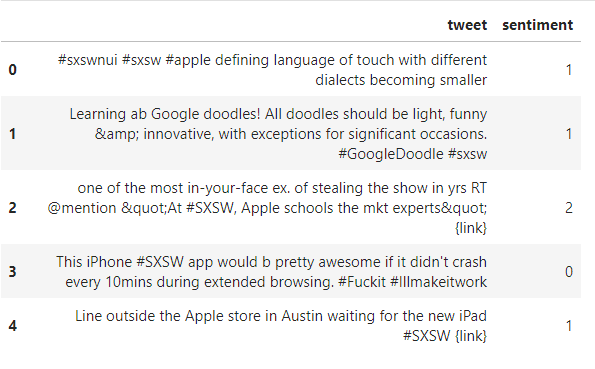 tweet sentiment
0 #sxswnui #sxsw #apple defining language of touch with different 1
dialects becoming smaller
Learning ab Google doodles! All doodles should be light, funny
1 &amp; innovative, with exceptions for significant occasions. 1
#GoogleDoodle #sxsw
one of the most in-your-face ex. of stealing the show in yrs RT
2 @mention &quot;At #SXSW, Apple schools the mkt experts&quot; 2
{link}
3 This iPhone #SXSW app would b pretty awesome if it didn't crash 0
every 10mins during extended browsing. #Fuckit #Illmakeitwork
4 Line outside the Apple store in Austin waiting for the new iPad 1
#SXSW {link}